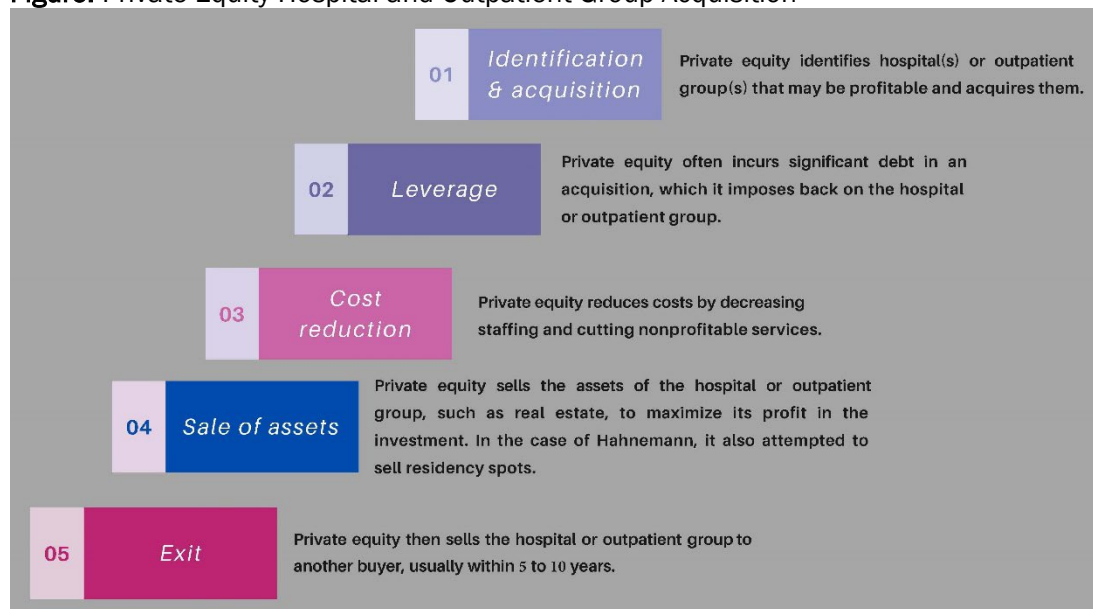 Figure. Private Equity Hospital and Outpatient Group Acquisition
01
Identification
& acquisition
Private equity identifies hospital(s) or outpatient
group(s) that may be profitable and acquires them.
02
Leverage
Private equity often incurs significant debt in an
acquisition, which it imposes back on the hospital
or outpatient group.
03
Cost
reduction
Private equity reduces costs by decreasing
staffing and cutting nonprofitable services.
04
Sale of assets
Private equity sells the assets of the hospital or outpatient
group, such as real estate, to maximize its profit in the
investment. In the case of Hahnemann, it also attempted to
sell residency spots.
05
Exit
Private equity then sells the hospital or outpatient group to
another buyer, usually within 5 to 10 years.